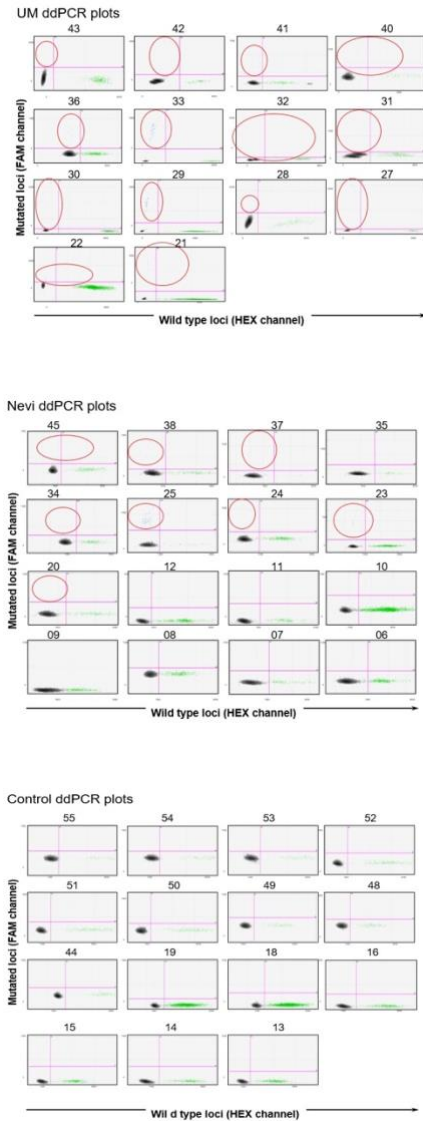 UM ddPCR plots
43 42 41 40
36 33 32 31
30 29 28 27
22 21
Mutated loci (FAM channel)
Wild type loci (HEX channel)
Nevi ddPCR plots
45 38 37 35
34 25 24 23
20 12 11 10
09 08 07 06
Mutated loci (FAM channel)
Wild type loci (HEX channel)
Control ddPCR plots
55 54 53 52
51 50 49 48
44 19 18 16
15 14 13
Mutated loci (FAM channel)
Wil d type loci (HEX channel)